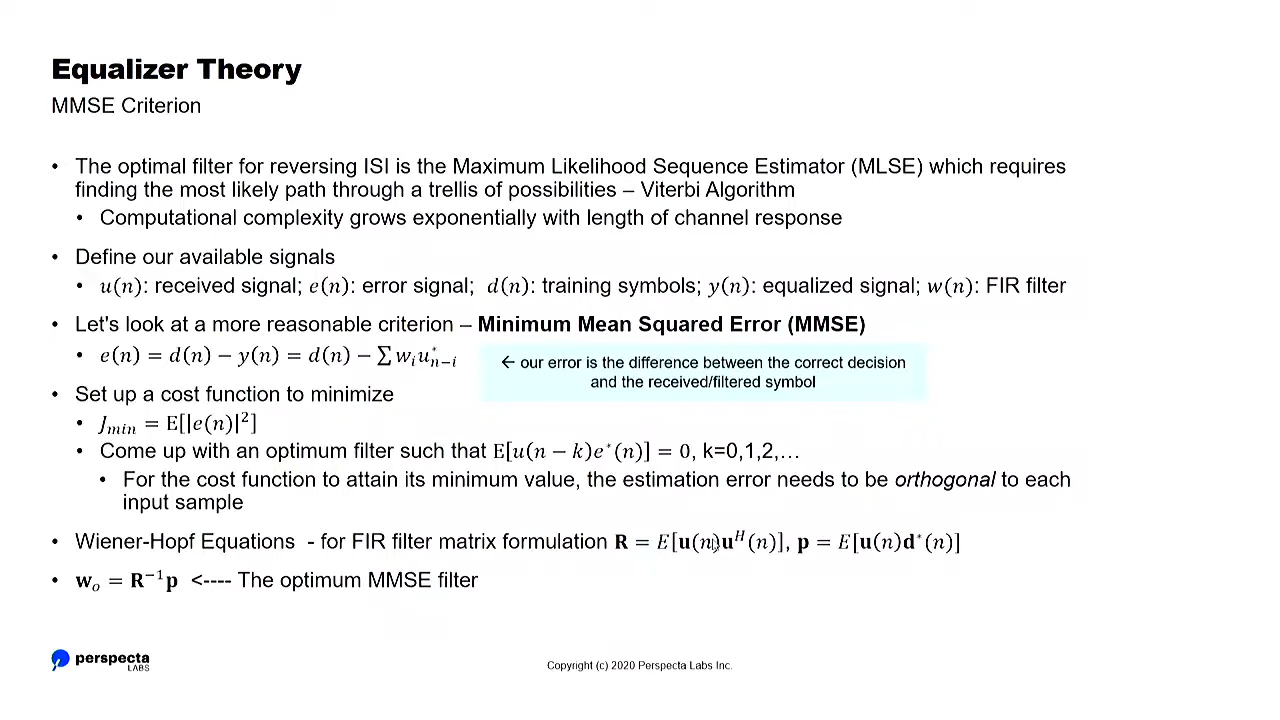 Equalizer Theory
MMSE Criterion
• The optimal filter for reversing ISI is the Maximum Likelihood Sequence Estimator (MLSE) which requires
finding the most likely path through a trellis of possibilities – Viterbi Algorithm
• Computational complexity grows exponentially with length of channel response
• Define our available signals
• u(n): received signal; e(n): error signal; d(n): training symbols; y(n): equalized signal; w(n): FIR filter
• Let's look at a more reasonable criterion – Minimum Mean Squared Error (MMSE)
• e(n) = d(n) − y(n) = d(n) − ∑ wᵢu*ₙ₋ᵢ
← our error is the difference between the correct decision
and the received/filtered symbol
• Set up a cost function to minimize
• Jₘᵢₙ = E[|e(n)|²]
• Come up with an optimum filter such that E[u(n − k)e*(n)] = 0, k=0,1,2,…
• For the cost function to attain its minimum value, the estimation error needs to be orthogonal to each
input sample
• Wiener-Hopf Equations - for FIR filter matrix formulation R = E[u(n)uᴴ(n)], p = E[u(n)d*(n)]
• wₒ = R⁻¹p <---- The optimum MMSE filter
perspecta
LABS
Copyright (c) 2020 Perspecta Labs Inc.